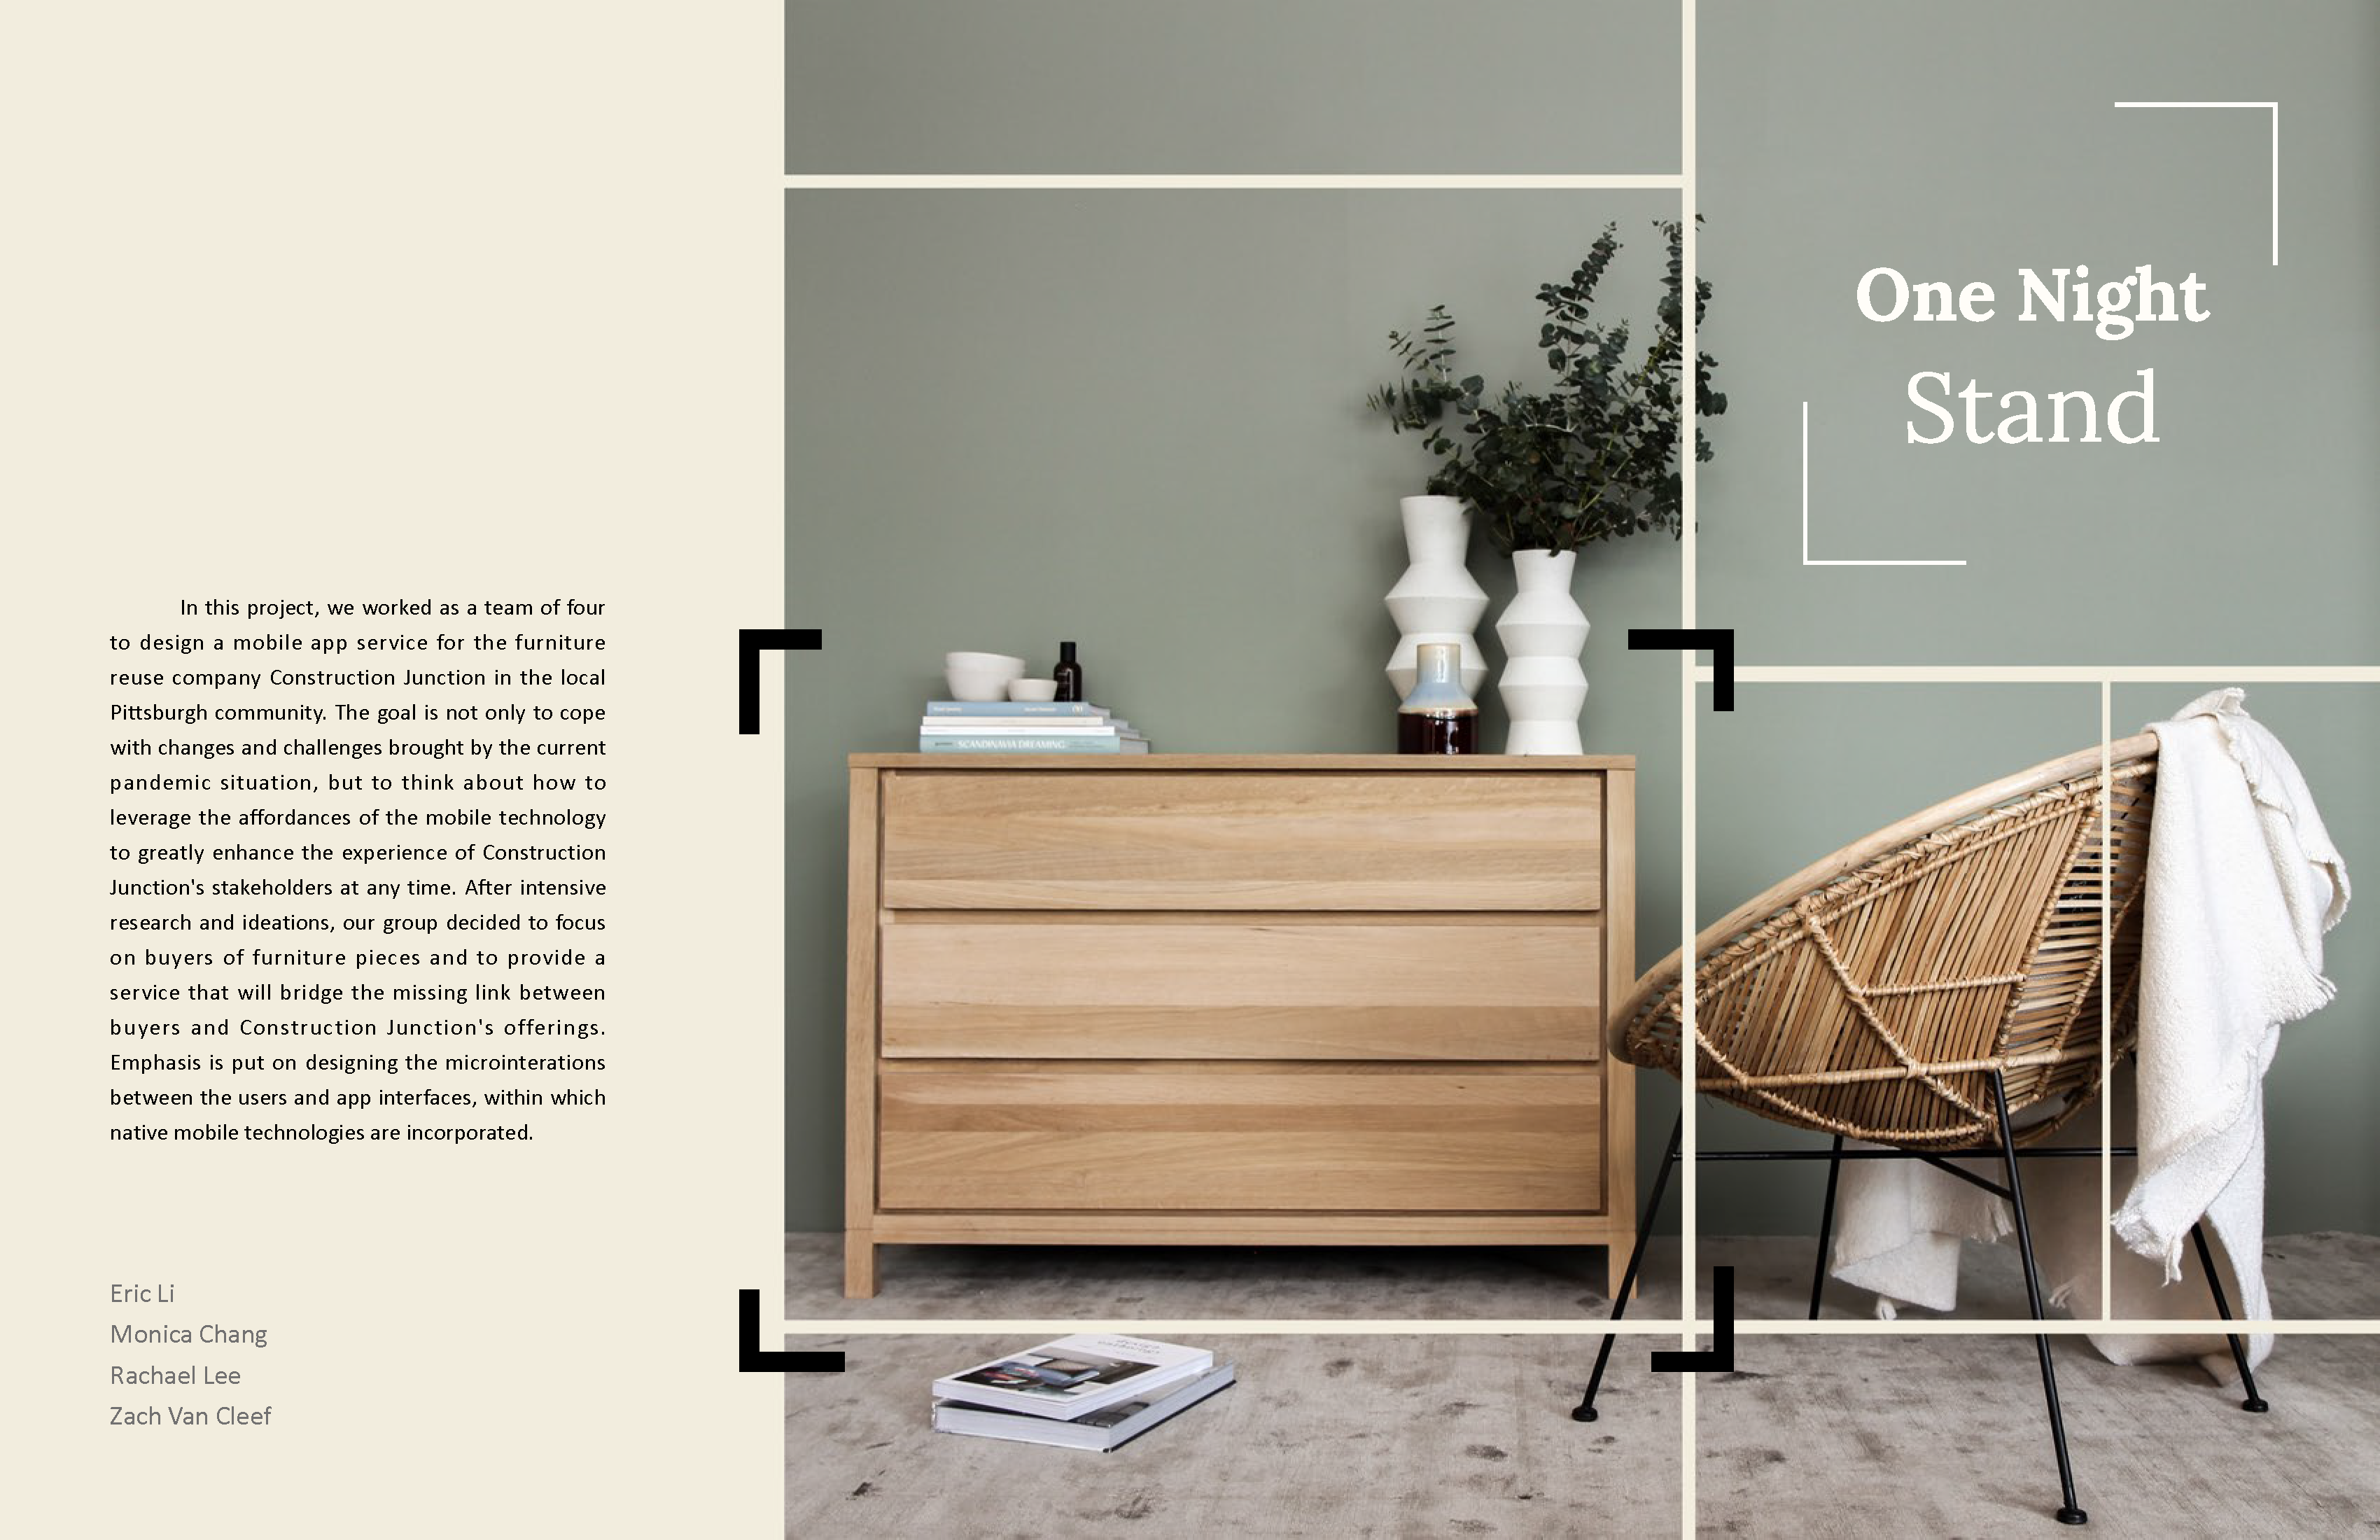 One Night
Stand
In this project, we worked as a team of four
to design a mobile app service for the furniture
reuse company Construction Junction in the local
Pittsburgh community. The goal is not only to cope
with changes and challenges brought by the current
pandemic situation, but to think about how to
leverage the affordances of the mobile technology
to greatly enhance the experience of Construction
Junction's stakeholders at any time. After intensive
research and ideations, our group decided to focus
on buyers of furniture pieces and to provide a
service that will bridge the missing link between
buyers and Construction Junction's offerings.
Emphasis is put on designing the microinterations
between the users and app interfaces, within which
native mobile technologies are incorporated.
Eric Li
Monica Chang
Rachael Lee
Zach Van Cleef
SCANDINAVIA DREAMING